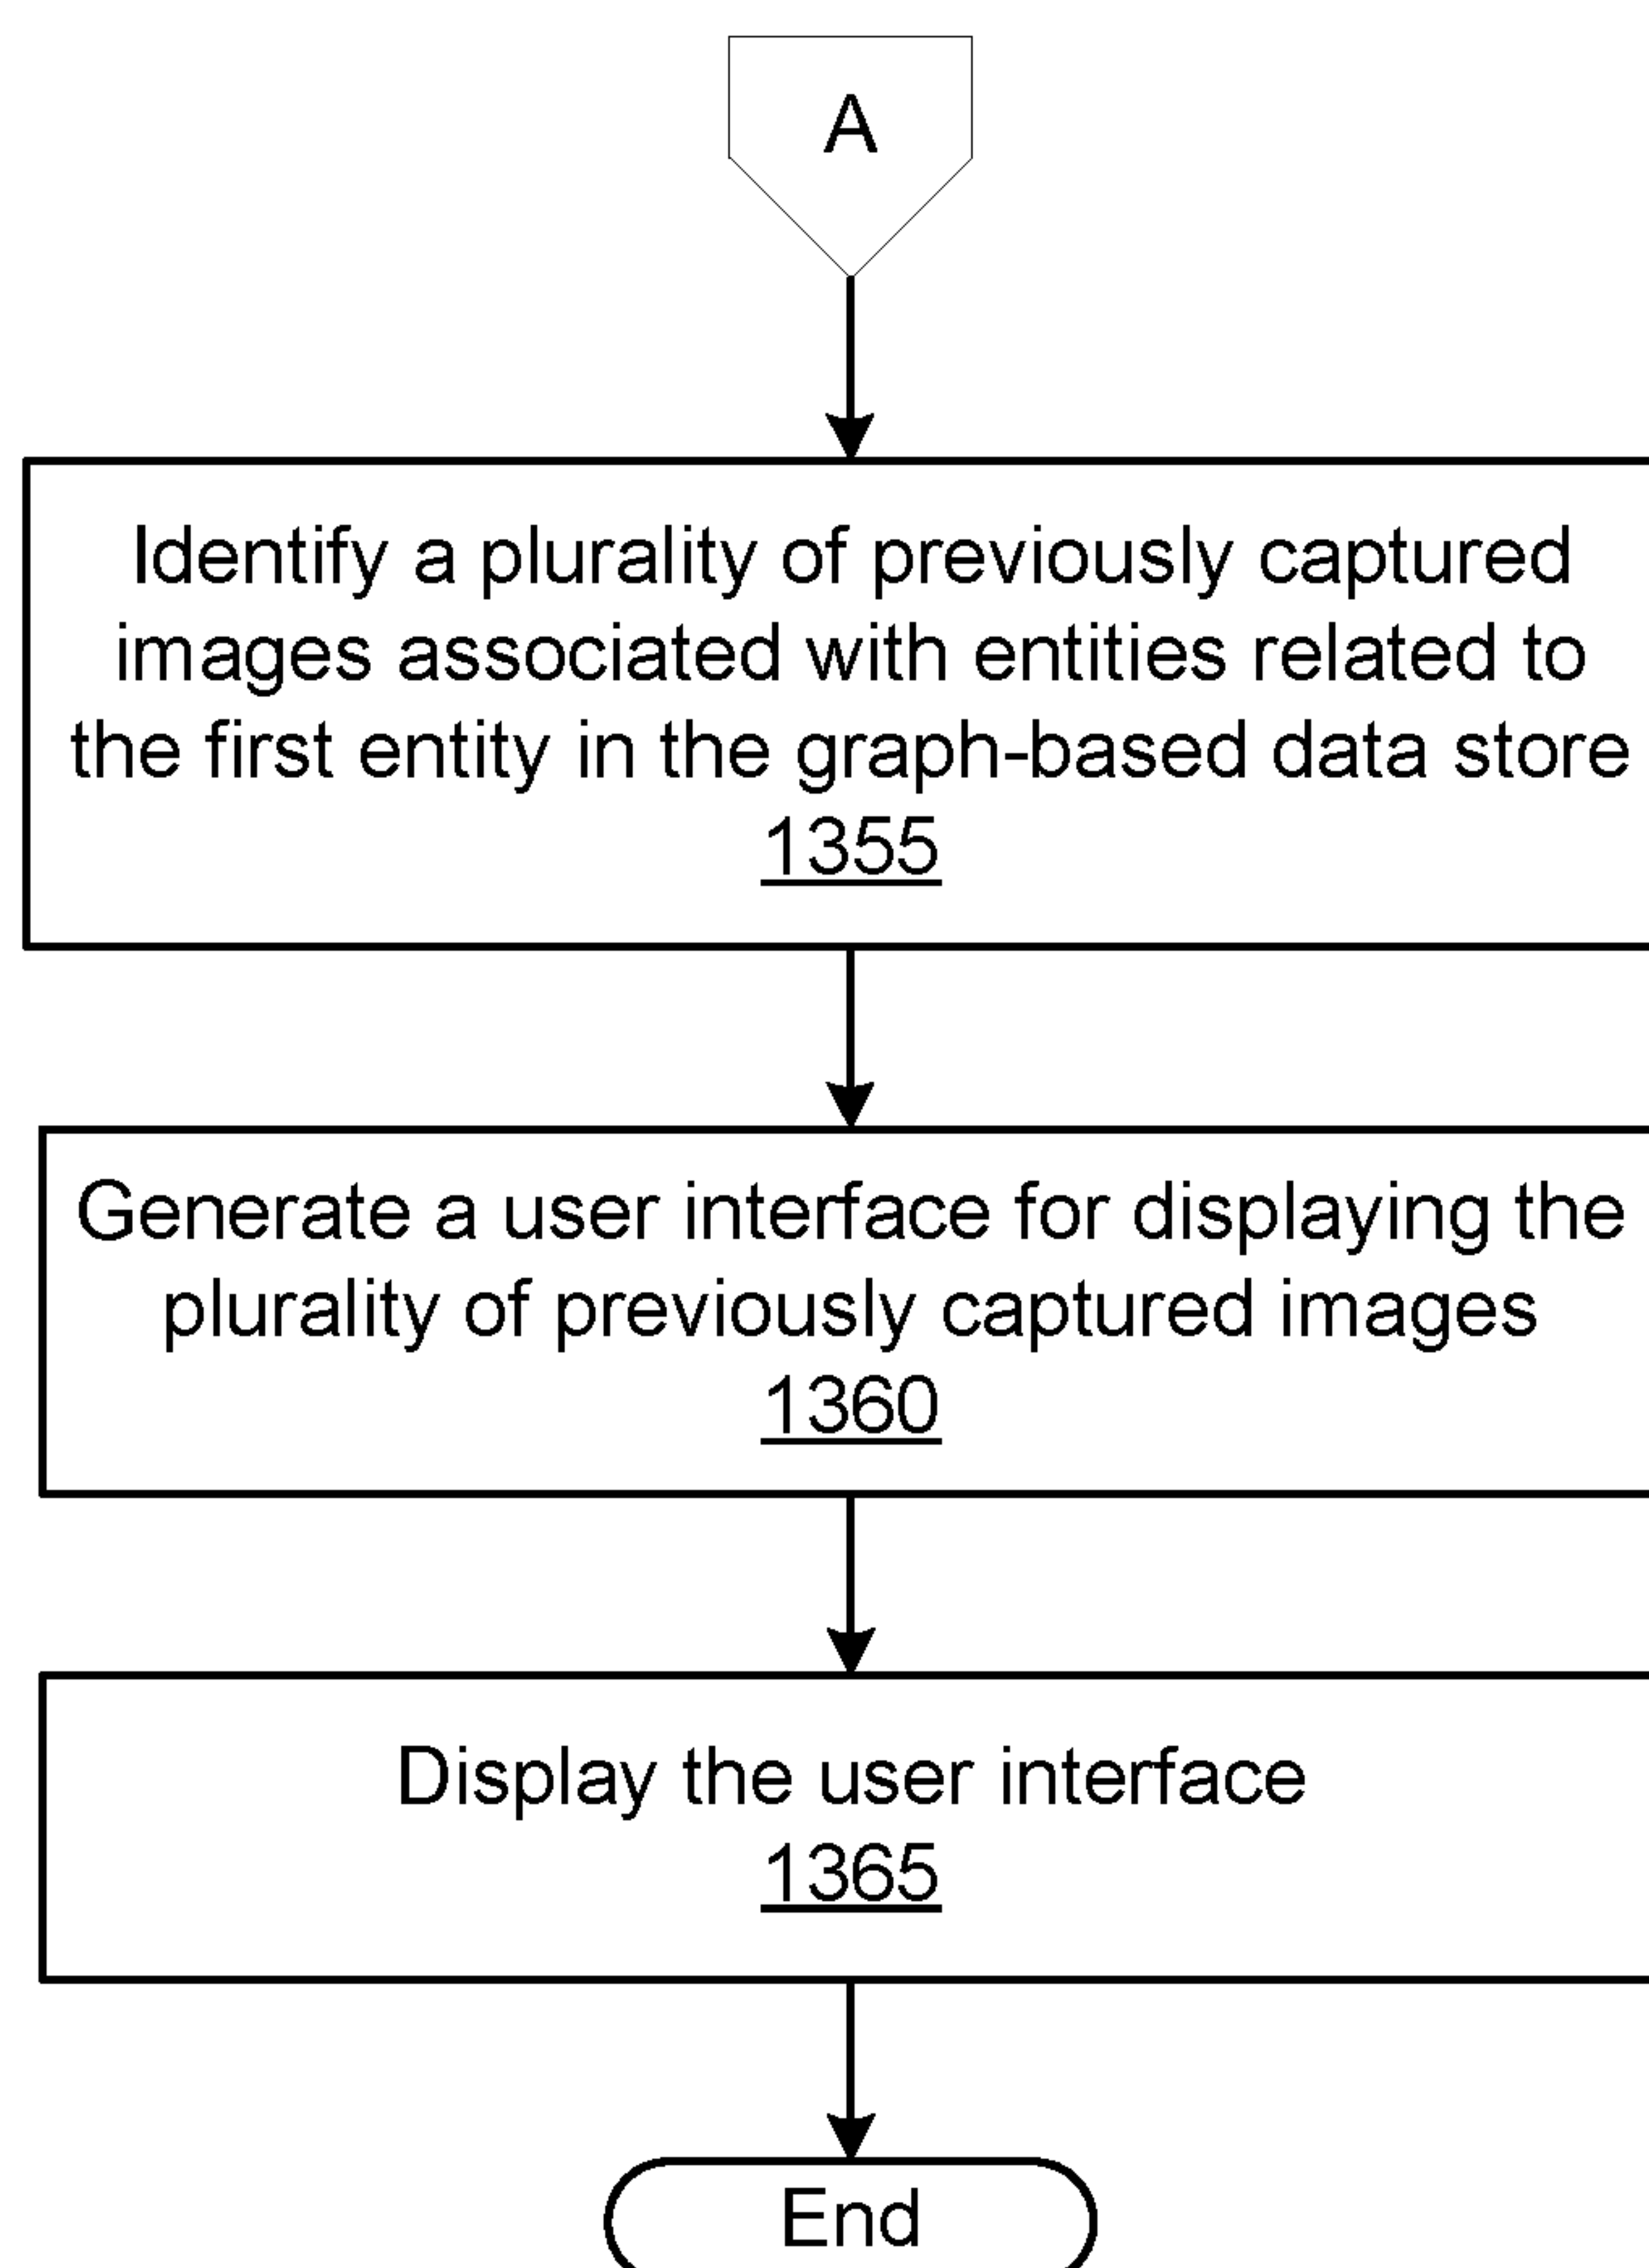 A
Identify a plurality of previously captured
images associated with entities related to
the first entity in the graph-based data store
1355
Generate a user interface for displaying the
plurality of previously captured images
1360
Display the user interface
1365
End